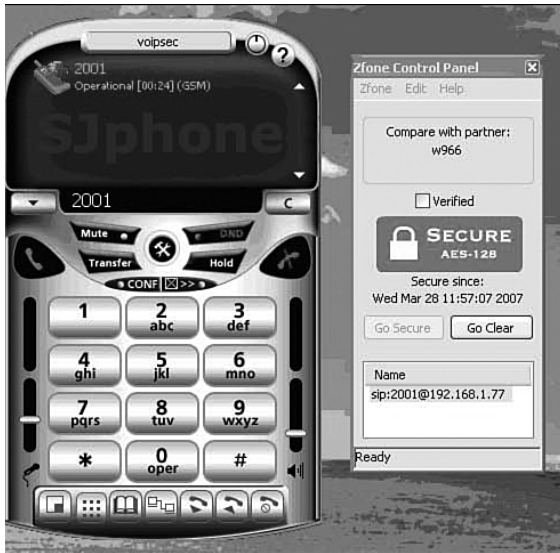 voipsec
?
2001
Operational [00:24] (GSM)
SJphone
2001
C
Mute
DND
Transfer
Hold
CONF >>
1
2
abc
3
def
4
ghi
5
jkl
6
mno
7
pqrs
8
tuv
9
wxyz
*
0
oper
#
Zfone Control Panel
Zfone Edit Help
Compare with partner:
w966
Verified
SECURE
AES-128
Secure since:
Wed Mar 28 11:57:07 2007
Go Secure Go Clear
Name
sip:2001@192.168.1.77
Ready